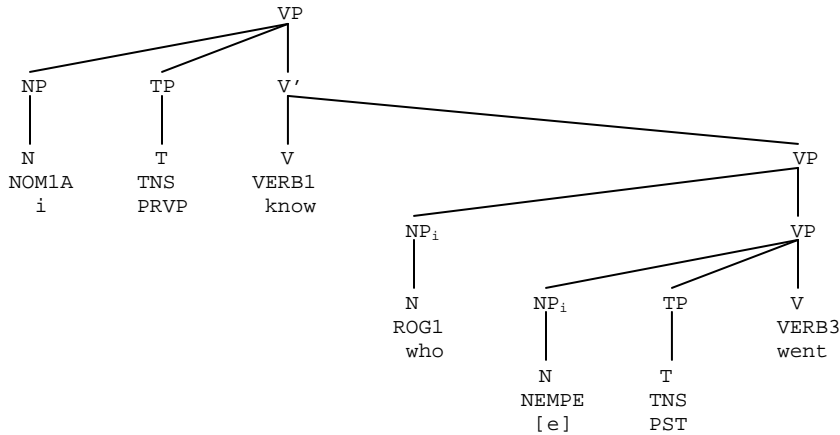 VP
NP TP V’
N T V VP
NOM1A TNS VERB1
i PRVP know
NPi VP
N NPi TP V
ROG1 VERB3
who went
N T
NEMPE TNS
[e] PST